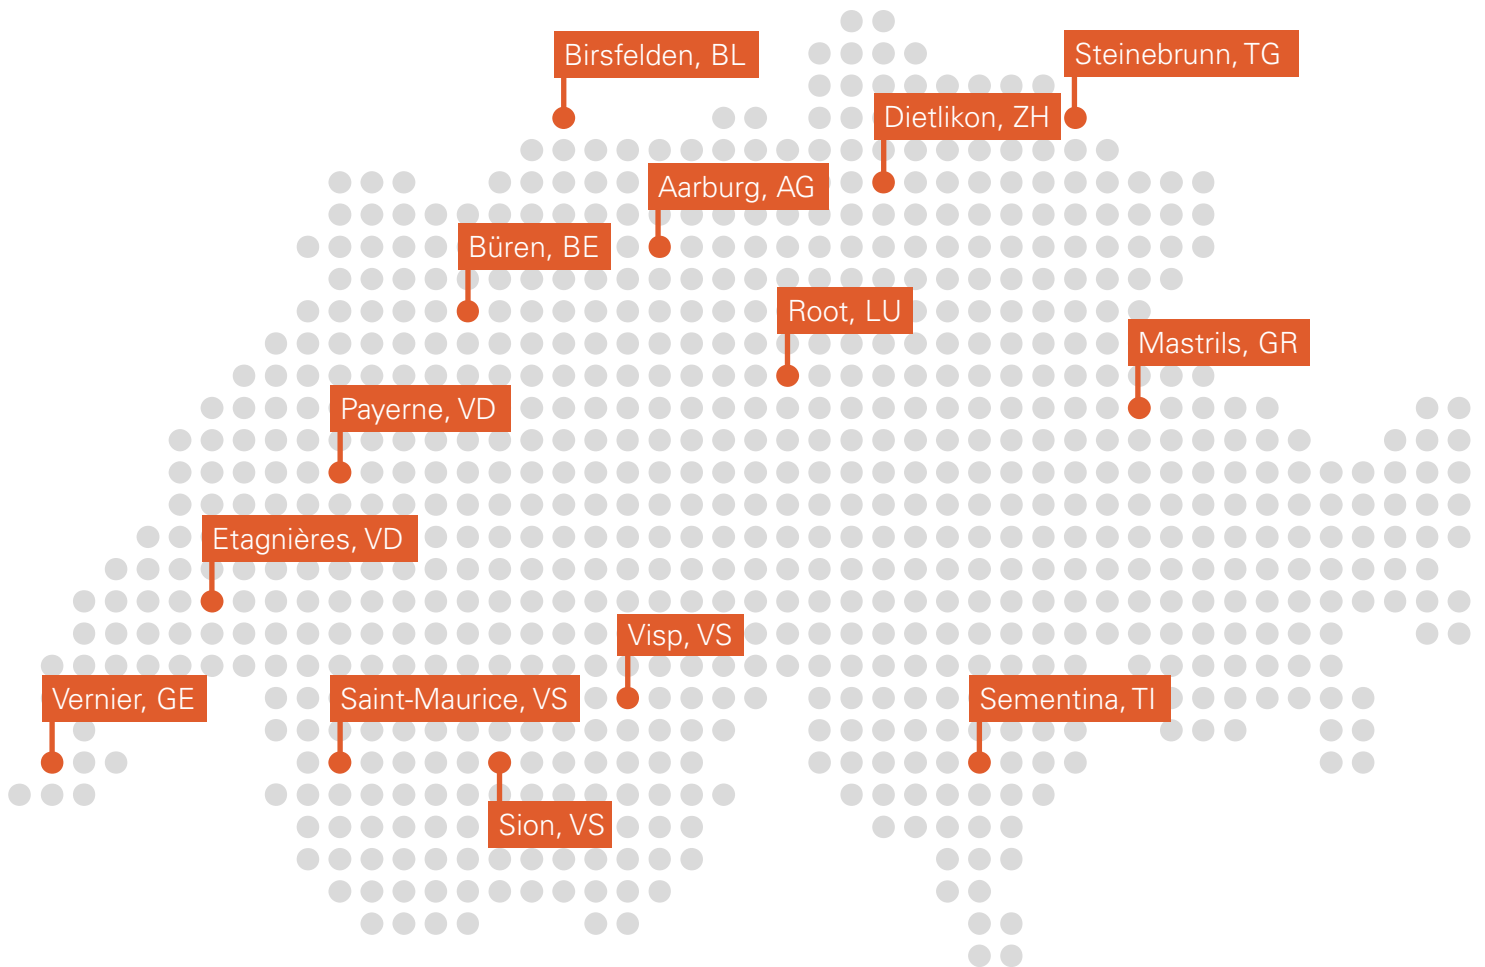 Birsfelden, BL
Steinebrunn, TG
Dietlikon, ZH
Aarburg, AG
Büren, BE
Root, LU
Mastrils, GR
Payerne, VD
Etagnières, VD
Visp, VS
Vernier, GE
Saint-Maurice, VS
Sementina, TI
Sion, VS